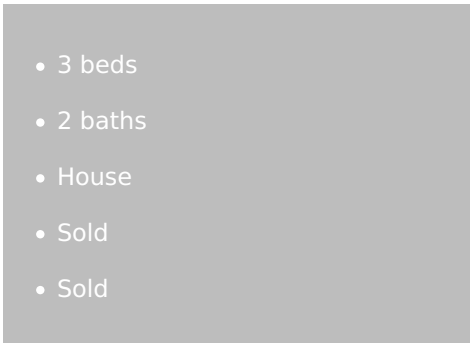 • 3 beds
• 2 baths
• House
• Sold
• Sold